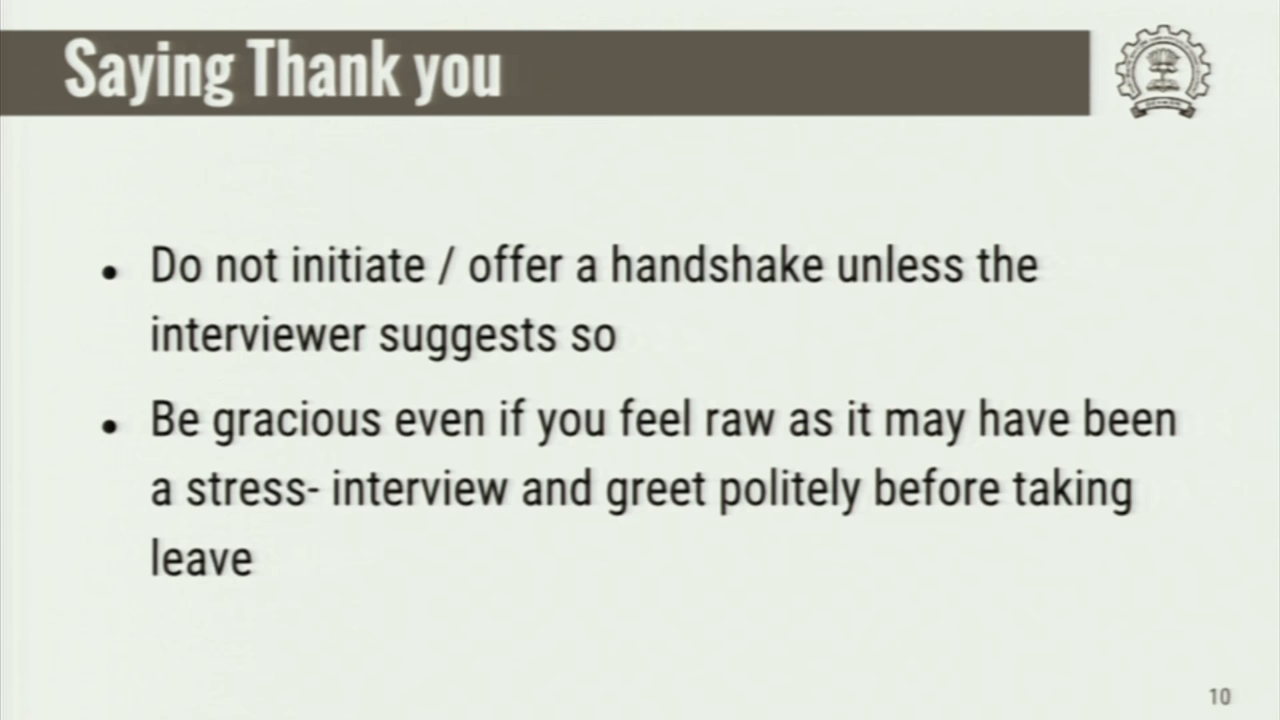 Saying Thank you
• Do not initiate / offer a handshake unless the
interviewer suggests so
• Be gracious even if you feel raw as it may have been
a stress- interview and greet politely before taking
leave
10